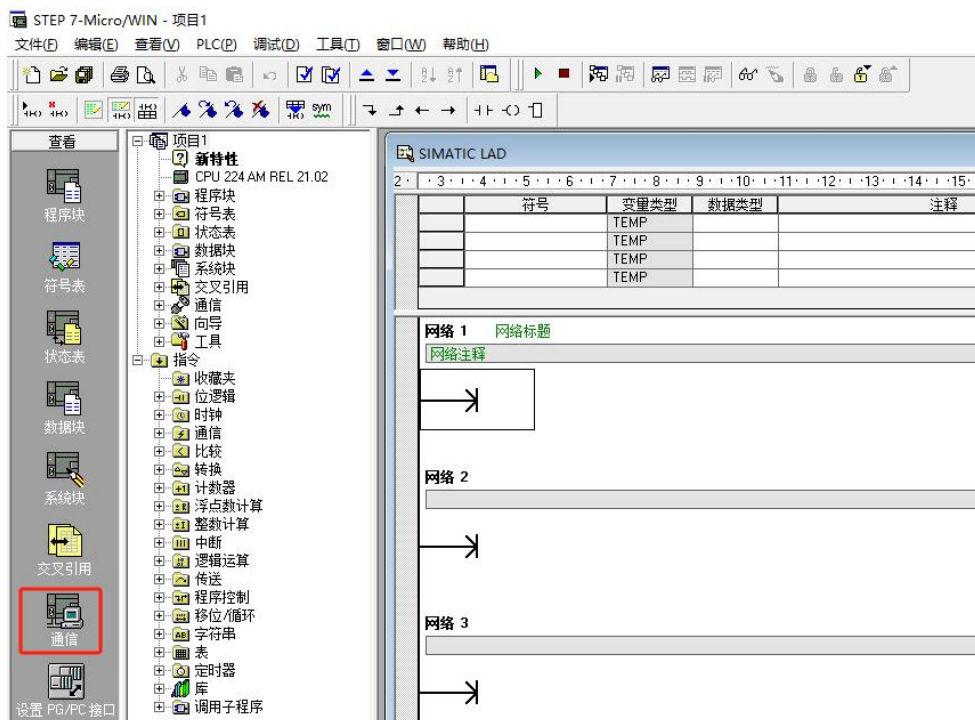 STEP 7-Micro/WIN - 项目1
文件(F) 编辑(E) 查看(V) PLC(P) 调试(D) 工具(T) 窗口(W) 帮助(H)
sym
查看
程序块
符号表
状态表
数据块
系统块
交叉引用
通信
设置 PG/PC 接口
项目1
新特性
CPU 224 AM REL 21.02
程序块
符号表
状态表
数据块
系统块
交叉引用
通信
向导
工具
指令
收藏夹
位逻辑
时钟
通信
比较
转换
计数器
浮点数计算
整数计算
中断
逻辑运算
传送
程序控制
移位/循环
字符串
表
定时器
库
调用子程序
SIMATIC LAD
2 · 3 · 4 · 5 · 6 · 7 · 8 · 9 · 10 · 11 · 12 · 13 · 14 · 15
符号 变量类型 数据类型 注释
TEMP
TEMP
TEMP
TEMP
网络 1 网络标题
网络注释
网络 2
网络 3